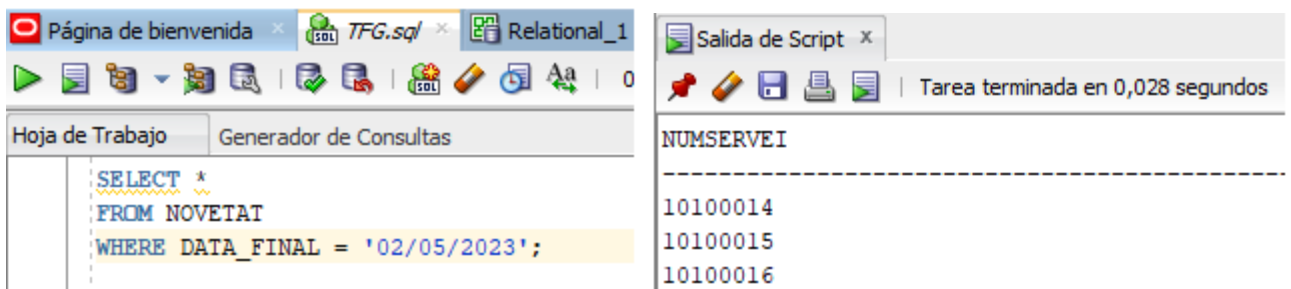 Página de bienvenida
TFG.sql
Relational_1
Hoja de Trabajo
Generador de Consultas
SELECT *
FROM NOVETAT
WHERE DATA_FINAL = '02/05/2023';
Salida de Script
Tarea terminada en 0,028 segundos
NUMSERVEI
--------------------------------------------
10100014
10100015
10100016